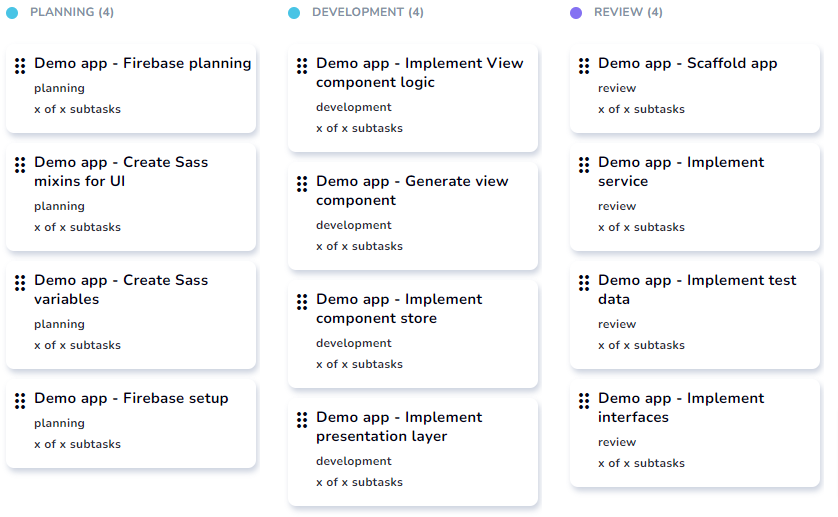 PLANNING (4)
Demo app - Firebase planning
planning
x of x subtasks
Demo app - Create Sass
mixins for UI
planning
x of x subtasks
Demo app - Create Sass
variables
planning
x of x subtasks
Demo app - Firebase setup
planning
x of x subtasks
DEVELOPMENT (4)
Demo app - Implement View
component logic
development
x of x subtasks
Demo app - Generate view
component
development
x of x subtasks
Demo app - Implement
component store
development
x of x subtasks
Demo app - Implement
presentation layer
development
x of x subtasks
REVIEW (4)
Demo app - Scaffold app
review
x of x subtasks
Demo app - Implement
service
review
x of x subtasks
Demo app - Implement test
data
review
x of x subtasks
Demo app - Implement
interfaces
review
x of x subtasks